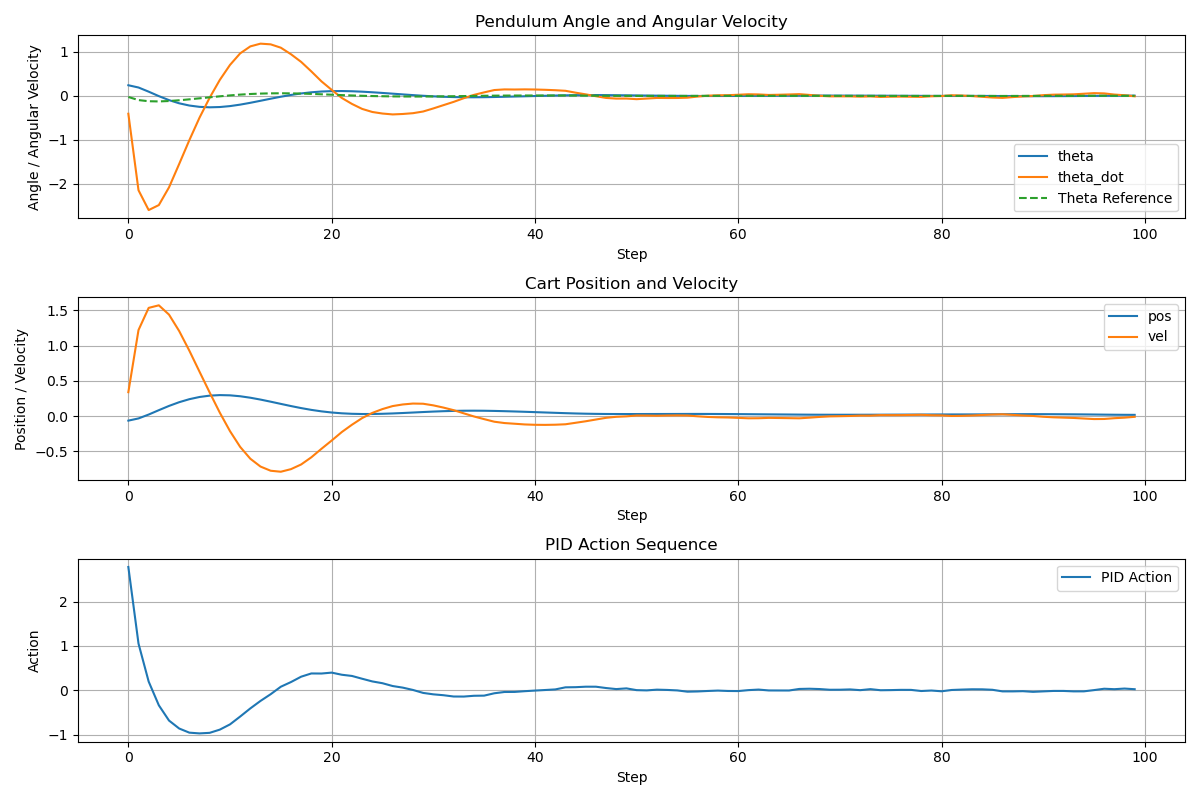 Pendulum Angle and Angular Velocity
Angle / Angular Velocity
1
0
−1
−2
theta
theta_dot
Theta Reference
0 20 40 60 80 100
Step
Cart Position and Velocity
Position / Velocity
1.5
1.0
0.5
0.0
−0.5
pos
vel
0 20 40 60 80 100
Step
PID Action Sequence
Action
2
1
0
−1
PID Action
0 20 40 60 80 100
Step